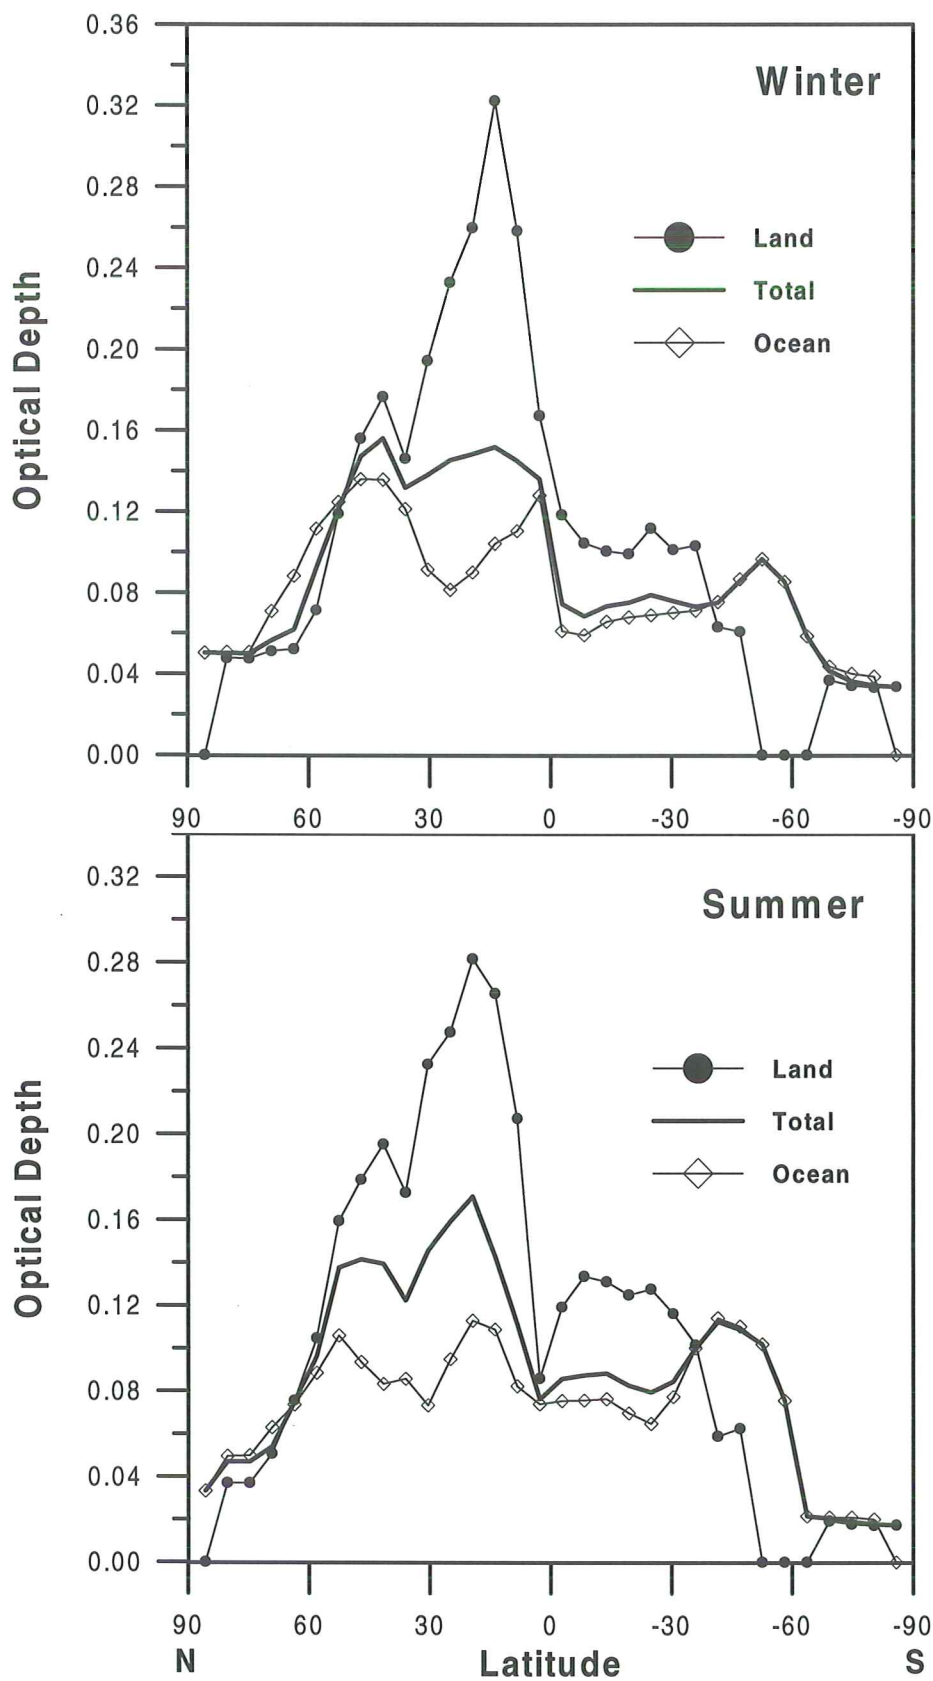 0.36
Winter
0.32
0.28
Land
0.24
Total
0.20
Ocean
0.16
0.12
0.08
0.04
0.00
Optical Depth
90 60 30 0 -30 -60 -90
0.32
Summer
0.28
0.24
Land
0.20
Total
0.16
Ocean
0.12
0.08
0.04
0.00
Optical Depth
90 60 30 0 -30 -60 -90
N Latitude S